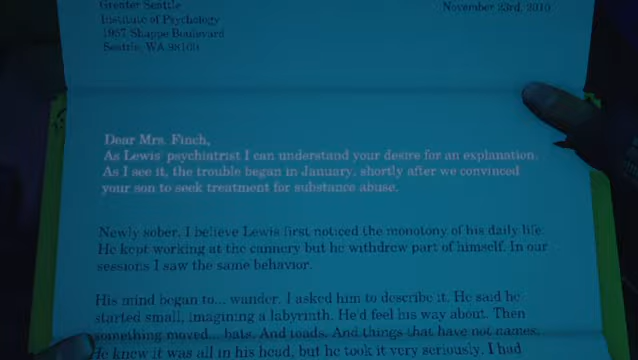 Greater Seattle
Institute of Psychology
1957 Shappe Boulevard
Seattle, WA 98103
November 23rd, 2010
Dear Mrs. Finch,
As Lewis' psychiatrist I can understand your desire for an explanation.
As I see it, the trouble began in January, shortly after we convinced
your son to seek treatment for substance abuse.
Newly sober, I believe Lewis first noticed the monotony of his daily life.
He kept working at the cannery but he withdrew part of himself. In our
sessions I saw the same behavior.
His mind began to... wander. I asked him to describe it. He said he
started small, imagining a labyrinth. He'd feel his way about. Then
something moved... bats. And toads. And things that have not names.
He knew it was all in his head, but he took it very seriously. I had